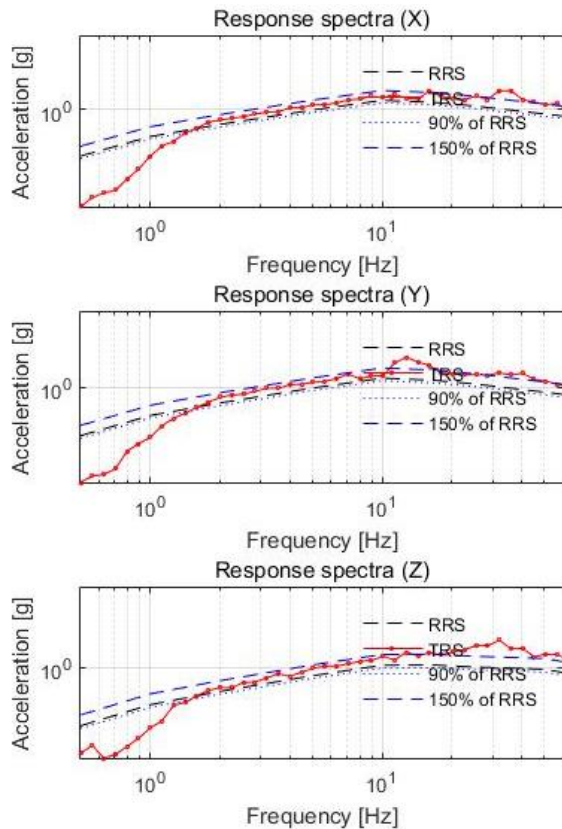 Response spectra (X)
Acceleration [g]
10^0
RRS
TRS
90% of RRS
150% of RRS
10^0
10^1
Frequency [Hz]
Response spectra (Y)
Acceleration [g]
10^0
RRS
TRS
90% of RRS
150% of RRS
10^0
10^1
Frequency [Hz]
Response spectra (Z)
Acceleration [g]
10^0
RRS
TRS
90% of RRS
150% of RRS
10^0
10^1
Frequency [Hz]